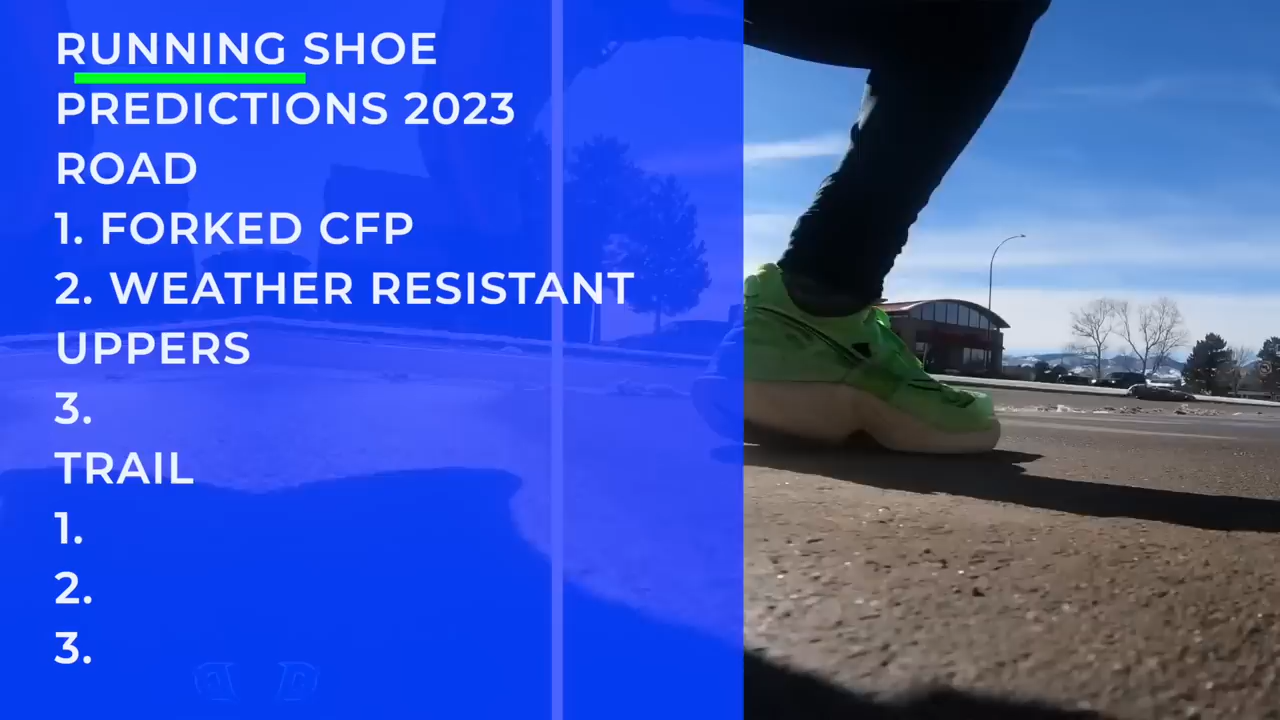 RUNNING SHOE
PREDICTIONS 2023
ROAD
1. FORKED CFP
2. WEATHER RESISTANT
UPPERS
3.
TRAIL
1.
2.
3.